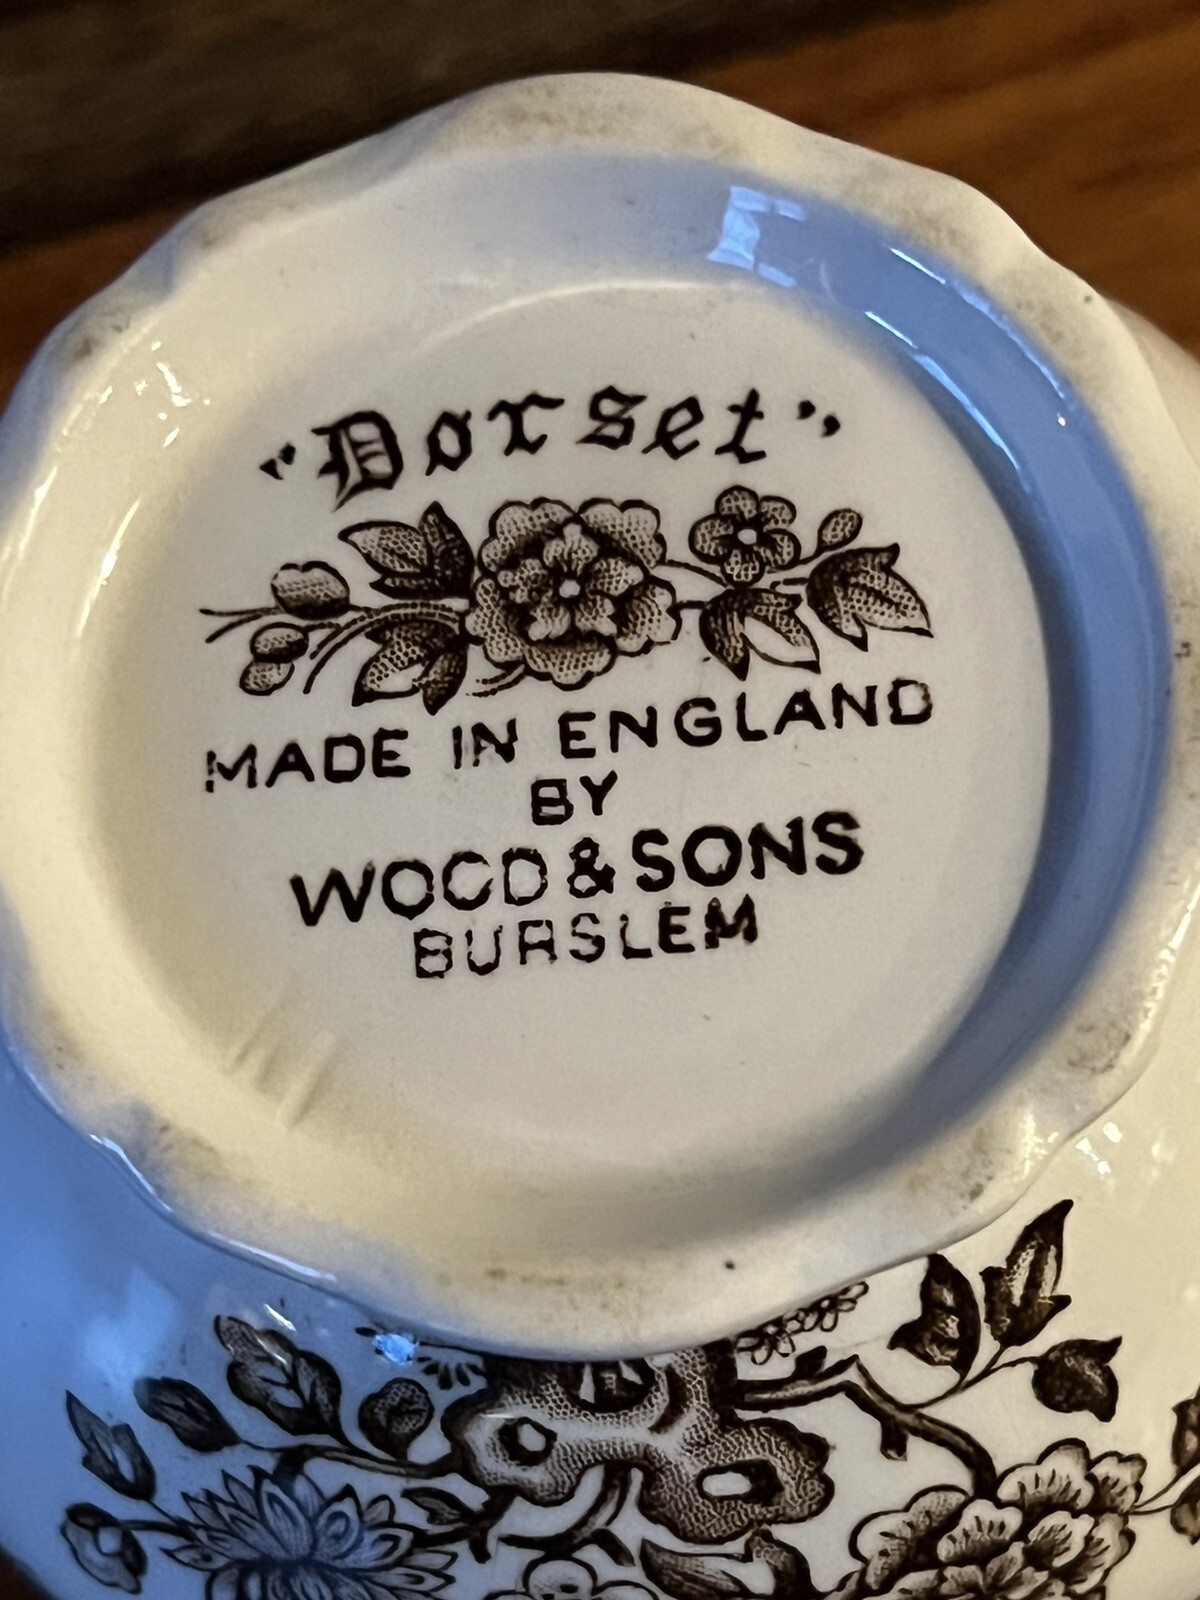 "Dorset"
MADE IN ENGLAND
BY
WOOD & SONS
BURSLEM